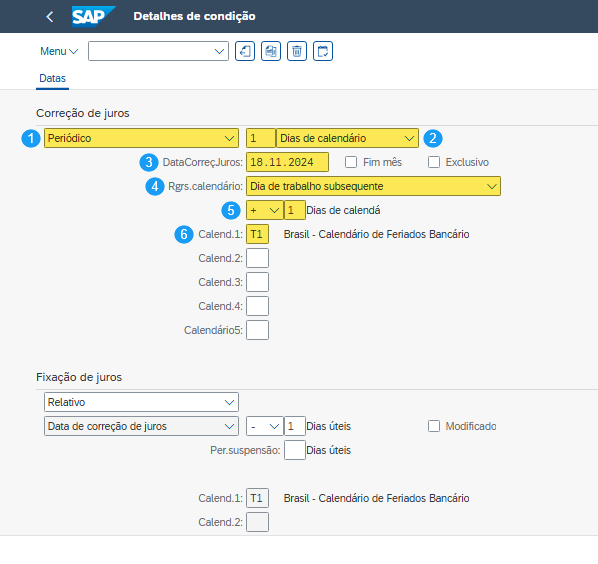 SAP Detalhes de condição
Menu
Datas
Correção de juros
1 Periódico 1 Dias de calendário 2
3 DataCorreçJuros: 18.11.2024 Fim mês Exclusivo
4 Rgrs.calendário: Dia de trabalho subsequente
5 + 1 Dias de calendá
6 Calend.1: T1 Brasil - Calendário de Feriados Bancário
Calend.2:
Calend.3:
Calend.4:
Calendário5:
Fixação de juros
Relativo
Data de correção de juros - 1 Dias úteis Modificado
Per.suspensão: Dias úteis
Calend.1: T1 Brasil - Calendário de Feriados Bancário
Calend.2: